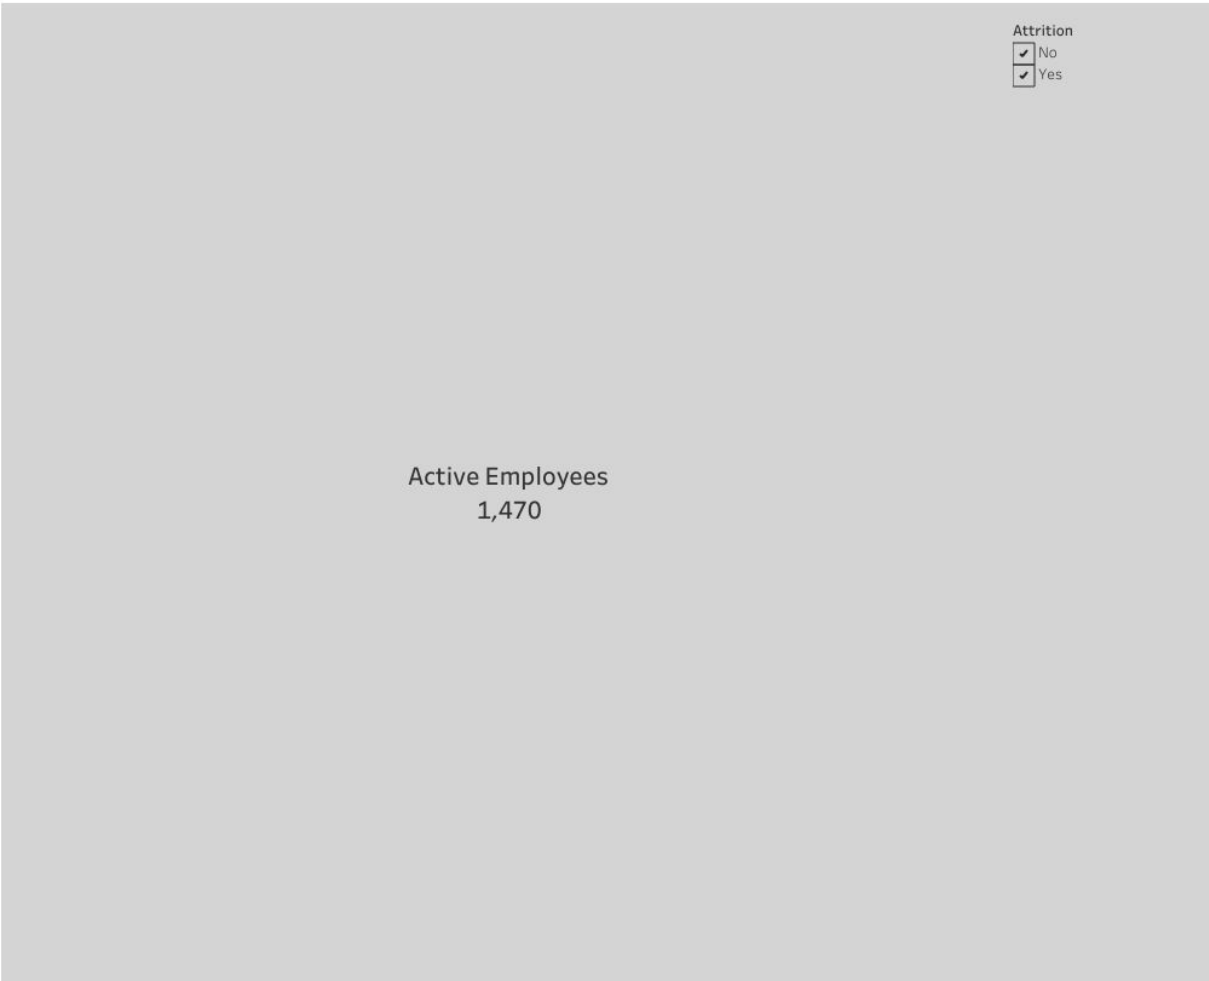 Attrition
No
Yes
Active Employees
1,470